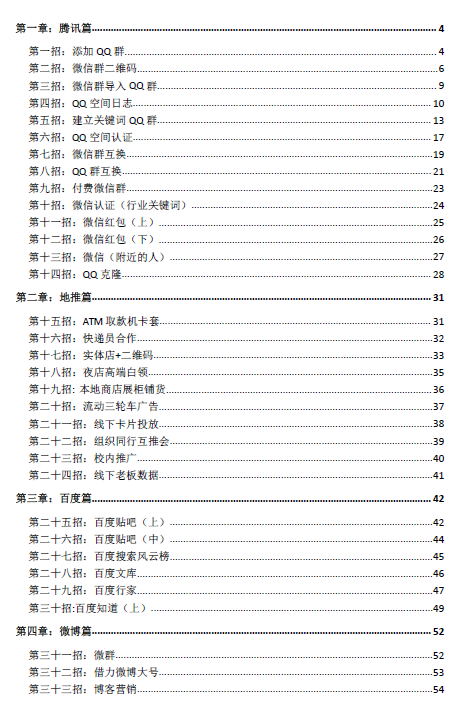 第一章：腾讯篇 4
第一招：添加 QQ 群 4
第二招：微信群二维码 6
第三招：微信群导入 QQ 群 9
第四招：QQ 空间日志 10
第五招：建立关键词 QQ 群 13
第六招：QQ 空间认证 17
第七招：微信群互换 19
第八招：QQ 群互换 21
第九招：付费微信群 23
第十招：微信认证（行业关键词） 24
第十一招：微信红包（上） 25
第十二招：微信红包（下） 26
第十三招：微信（附近的人） 27
第十四招：QQ 克隆 28
第二章：地推篇 31
第十五招：ATM 取款机卡套 31
第十六招：快递员合作 32
第十七招：实体店+二维码 33
第十八招：夜店高端白领 35
第十九招: 本地商店展柜铺货 36
第二十招：流动三轮车广告 37
第二十一招：线下卡片投放 38
第二十二招：组织同行互推会 39
第二十三招：校内推广 40
第二十四招：线下老板数据 41
第三章：百度篇 42
第二十五招：百度贴吧（上） 42
第二十六招：百度贴吧（中） 44
第二十七招：百度搜索风云榜 45
第二十八招：百度文库 46
第二十九招：百度行家 47
第三十招:百度知道（上） 49
第四章：微博篇 52
第三十一招：微群 52
第三十二招：借力微博大号 53
第三十三招：博客营销 54